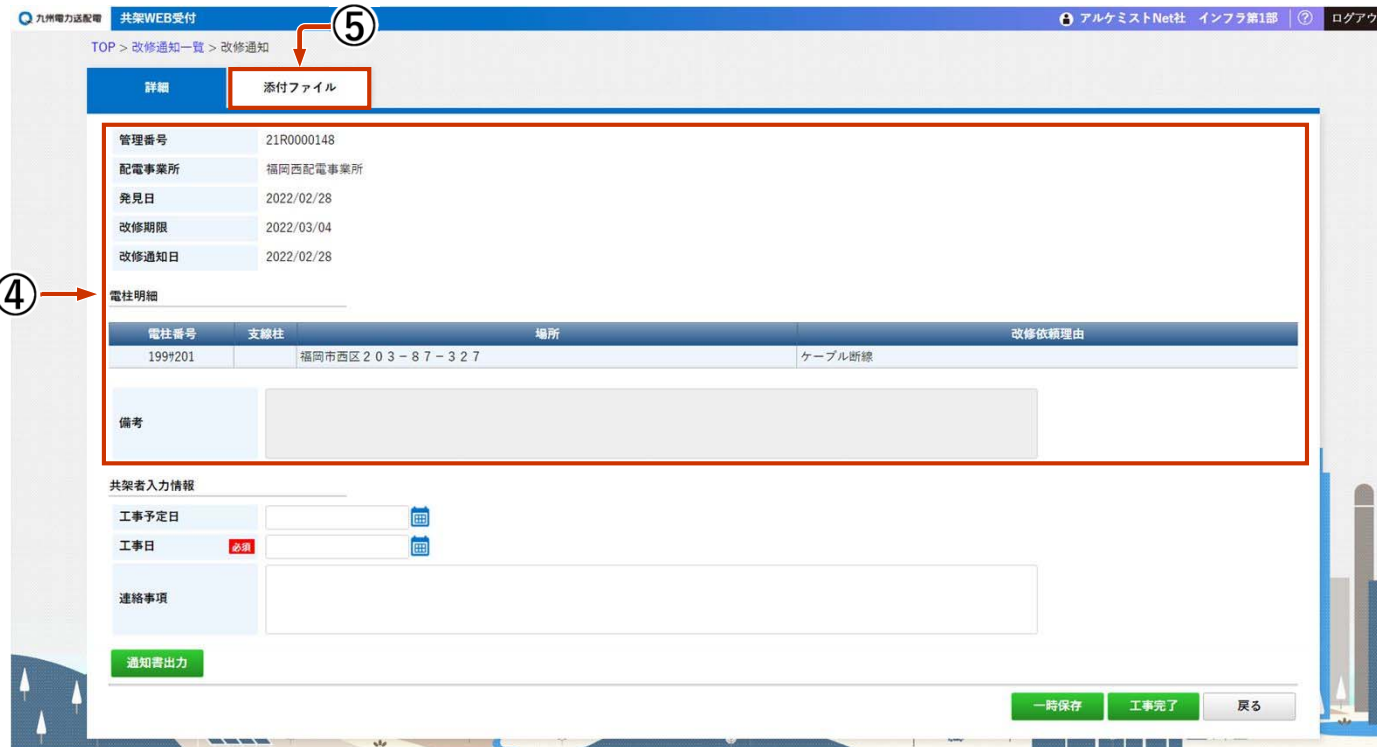 九州電力送配電 共架WEB受付 アルケミストNet社 インフラ第1部 ? ログアウ
⑤
TOP > 改修通知一覧 > 改修通知
詳細 添付ファイル
管理番号 21R0000148
配電事業所 福岡西配電事業所
発見日 2022/02/28
改修期限 2022/03/04
改修通知日 2022/02/28
④
電柱明細
電柱番号 支線柱 場所 改修依頼理由
199ｻ201 福岡市西区２０３－８７－３２７ ケーブル断線
備考
共架者入力情報
工事予定日
工事日 必須
連絡事項
通知書出力
一時保存 工事完了 戻る